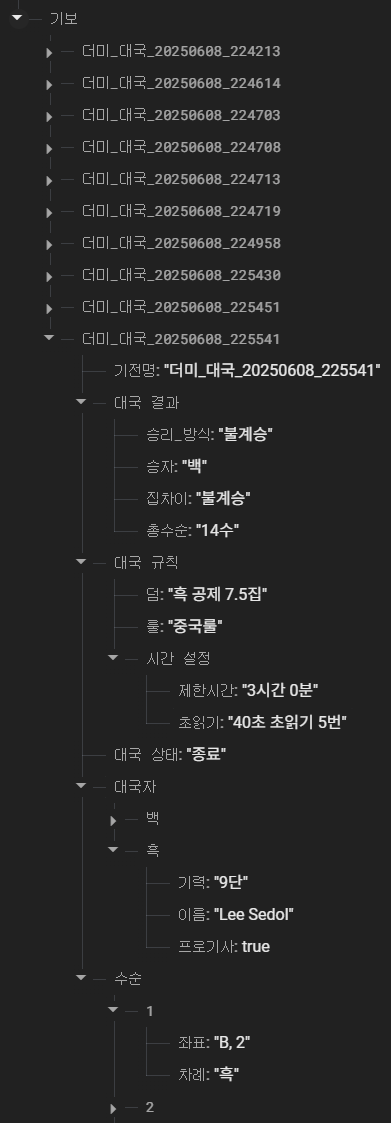 기보
더미_대국_20250608_224213
더미_대국_20250608_224614
더미_대국_20250608_224703
더미_대국_20250608_224708
더미_대국_20250608_224713
더미_대국_20250608_224719
더미_대국_20250608_224958
더미_대국_20250608_225430
더미_대국_20250608_225451
더미_대국_20250608_225541
기전명: "더미_대국_20250608_225541"
대국 결과
승리_방식: "불계승"
승자: "백"
집차이: "불계승"
총수순: "14수"
대국 규칙
덤: "흑 공제 7.5집"
룰: "중국룰"
시간 설정
제한시간: "3시간 0분"
초읽기: "40초 초읽기 5번"
대국 상태: "종료"
대국자
백
흑
기력: "9단"
이름: "Lee Sedol"
프로기사: true
수순
1
좌표: "B, 2"
차례: "흑"
2